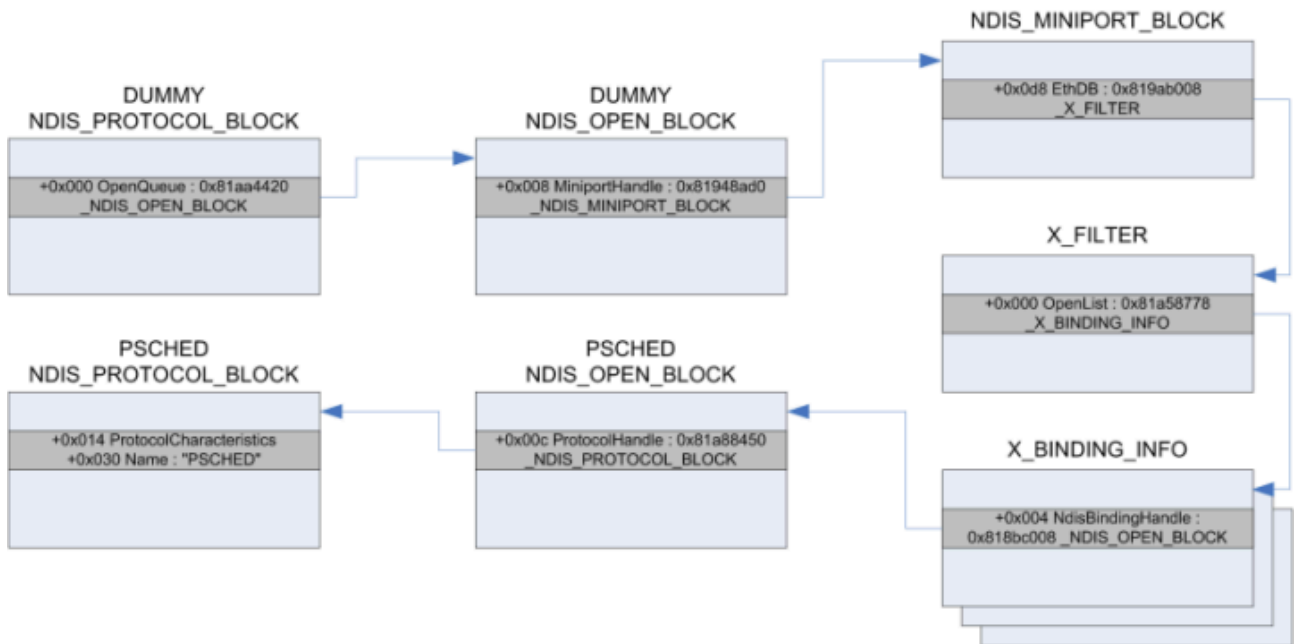 NDIS_MINIPORT_BLOCK
+0x0d8 EthDB : 0x819ab008
_X_FILTER
DUMMY
NDIS_PROTOCOL_BLOCK
+0x000 OpenQueue : 0x81aa4420
_NDIS_OPEN_BLOCK
DUMMY
NDIS_OPEN_BLOCK
+0x008 MiniportHandle : 0x81948ad0
_NDIS_MINIPORT_BLOCK
X_FILTER
+0x000 OpenList : 0x81a58778
_X_BINDING_INFO
PSCHED
NDIS_PROTOCOL_BLOCK
+0x014 ProtocolCharacteristics
+0x030 Name : "PSCHED"
PSCHED
NDIS_OPEN_BLOCK
+0x00c ProtocolHandle : 0x81a88450
_NDIS_PROTOCOL_BLOCK
X_BINDING_INFO
+0x004 NdisBindingHandle :
0x818bc008 _NDIS_OPEN_BLOCK